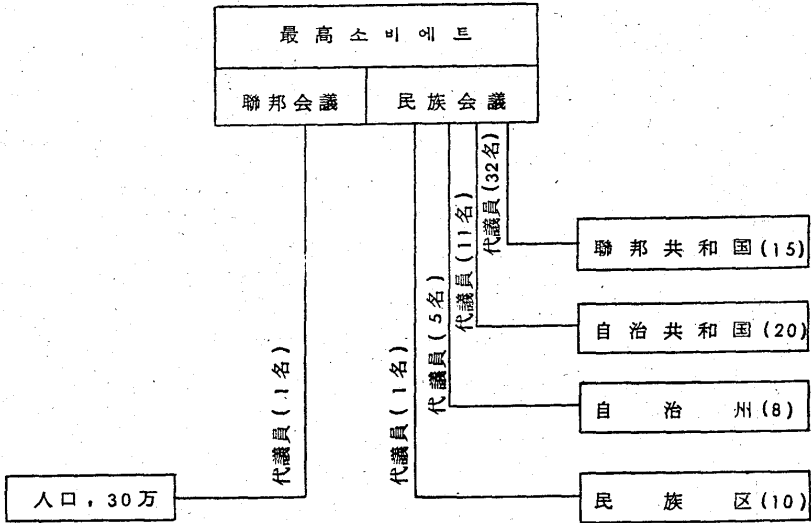 最高소비에트
聯邦会議
民族会議
代議員(32名)
代議員(11名)
代議員(5名)
代議員(1名)
代議員(1名)
聯邦共和国(15)
自治共和国(20)
自治州(8)
民族区(10)
人口, 30万